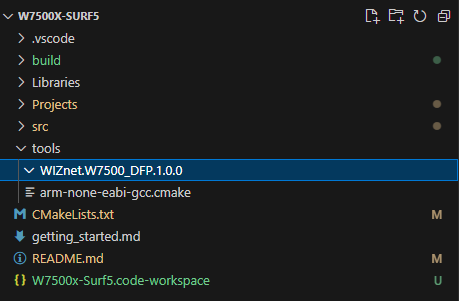 W7500X-SURF5
.vscode
build
Libraries
Projects
src
tools
WIZnet.W7500_DFP.1.0.0
arm-none-eabi-gcc.cmake
CMakeLists.txt M
getting_started.md
README.md M
W7500x-Surf5.code-workspace U